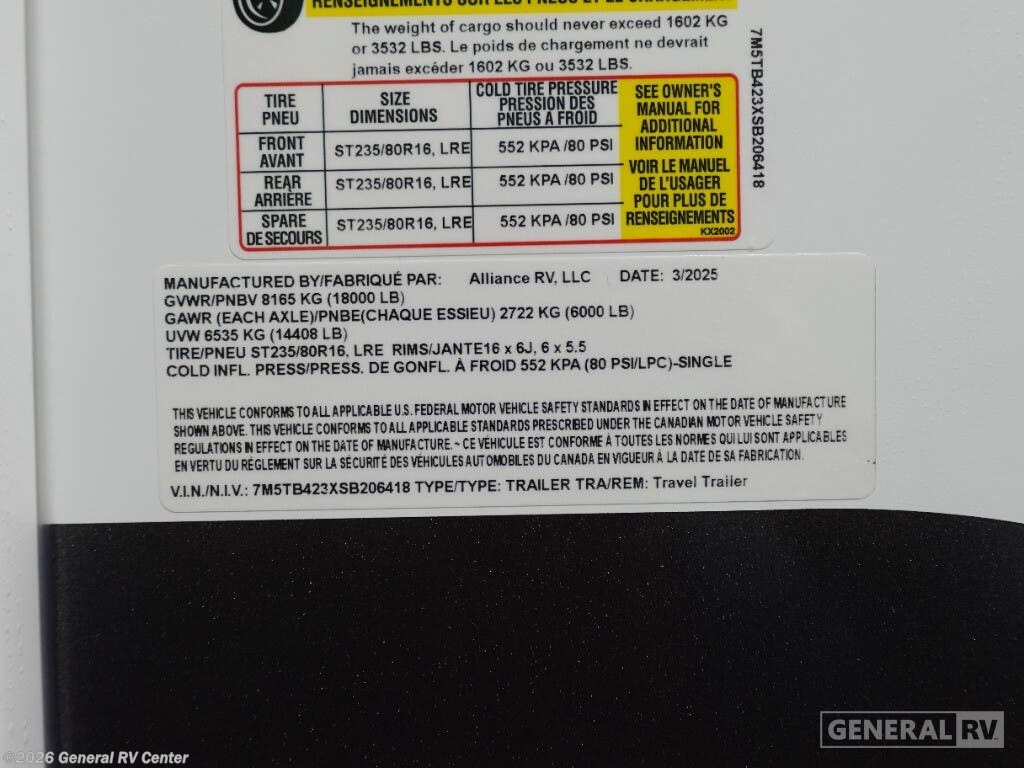 RENSEIGNEMENTS SUR LES PNEUS ET LE CHARGEMENT
The weight of cargo should never exceed 1602 KG
or 3532 LBS. Le poids de chargement ne devrait
jamais excéder 1602 KG ou 3532 LBS.
TIRE
PNEU
SIZE
DIMENSIONS
COLD TIRE PRESSURE
PRESSION DES
PNEUS A FROID
SEE OWNER'S
MANUAL FOR
ADDITIONAL
INFORMATION
VOIR LE MANUEL
DE L'USAGER
POUR PLUS DE
RENSEIGNEMENTS
KX2002
FRONT
AVANT
ST235/80R16, LRE
552 KPA /80 PSI
REAR
ARRIÈRE
ST235/80R16, LRE
552 KPA /80 PSI
SPARE
DE SECOURS
ST235/80R16, LRE
552 KPA /80 PSI
7M5TB423XSB206418
MANUFACTURED BY/FABRIQUÉ PAR: Alliance RV, LLC DATE: 3/2025
GVWR/PNBV 8165 KG (18000 LB)
GAWR (EACH AXLE)/PNBE(CHAQUE ESSIEU) 2722 KG (6000 LB)
UVW 6535 KG (14408 LB)
TIRE/PNEU ST235/80R16, LRE RIMS/JANTE16 x 6J, 6 x 5.5
COLD INFL. PRESS/PRESS. DE GONFL. À FROID 552 KPA (80 PSI/LPC)-SINGLE
THIS VEHICLE CONFORMS TO ALL APPLICABLE U.S. FEDERAL MOTOR VEHICLE SAFETY STANDARDS IN EFFECT ON THE DATE OF MANUFACTURE
SHOWN ABOVE. THIS VEHICLE CONFORMS TO ALL APPLICABLE STANDARDS PRESCRIBED UNDER THE CANADIAN MOTOR VEHICLE SAFETY
REGULATIONS IN EFFECT ON THE DATE OF MANUFACTURE. ~ CE VÉHICULE EST CONFORME À TOUTES LES NORMES QUI LUI SONT APPLICABLES
EN VERTU DU RÈGLEMENT SUR LA SÉCURITÉ DES VÉHICULES AUTOMOBILES DU CANADA EN VIGUEUR À LA DATE DE SA FABRICATION.
V.I.N./N.I.V.: 7M5TB423XSB206418 TYPE/TYPE: TRAILER TRA/REM: Travel Trailer
GENERAL RV
©2026 General RV Center